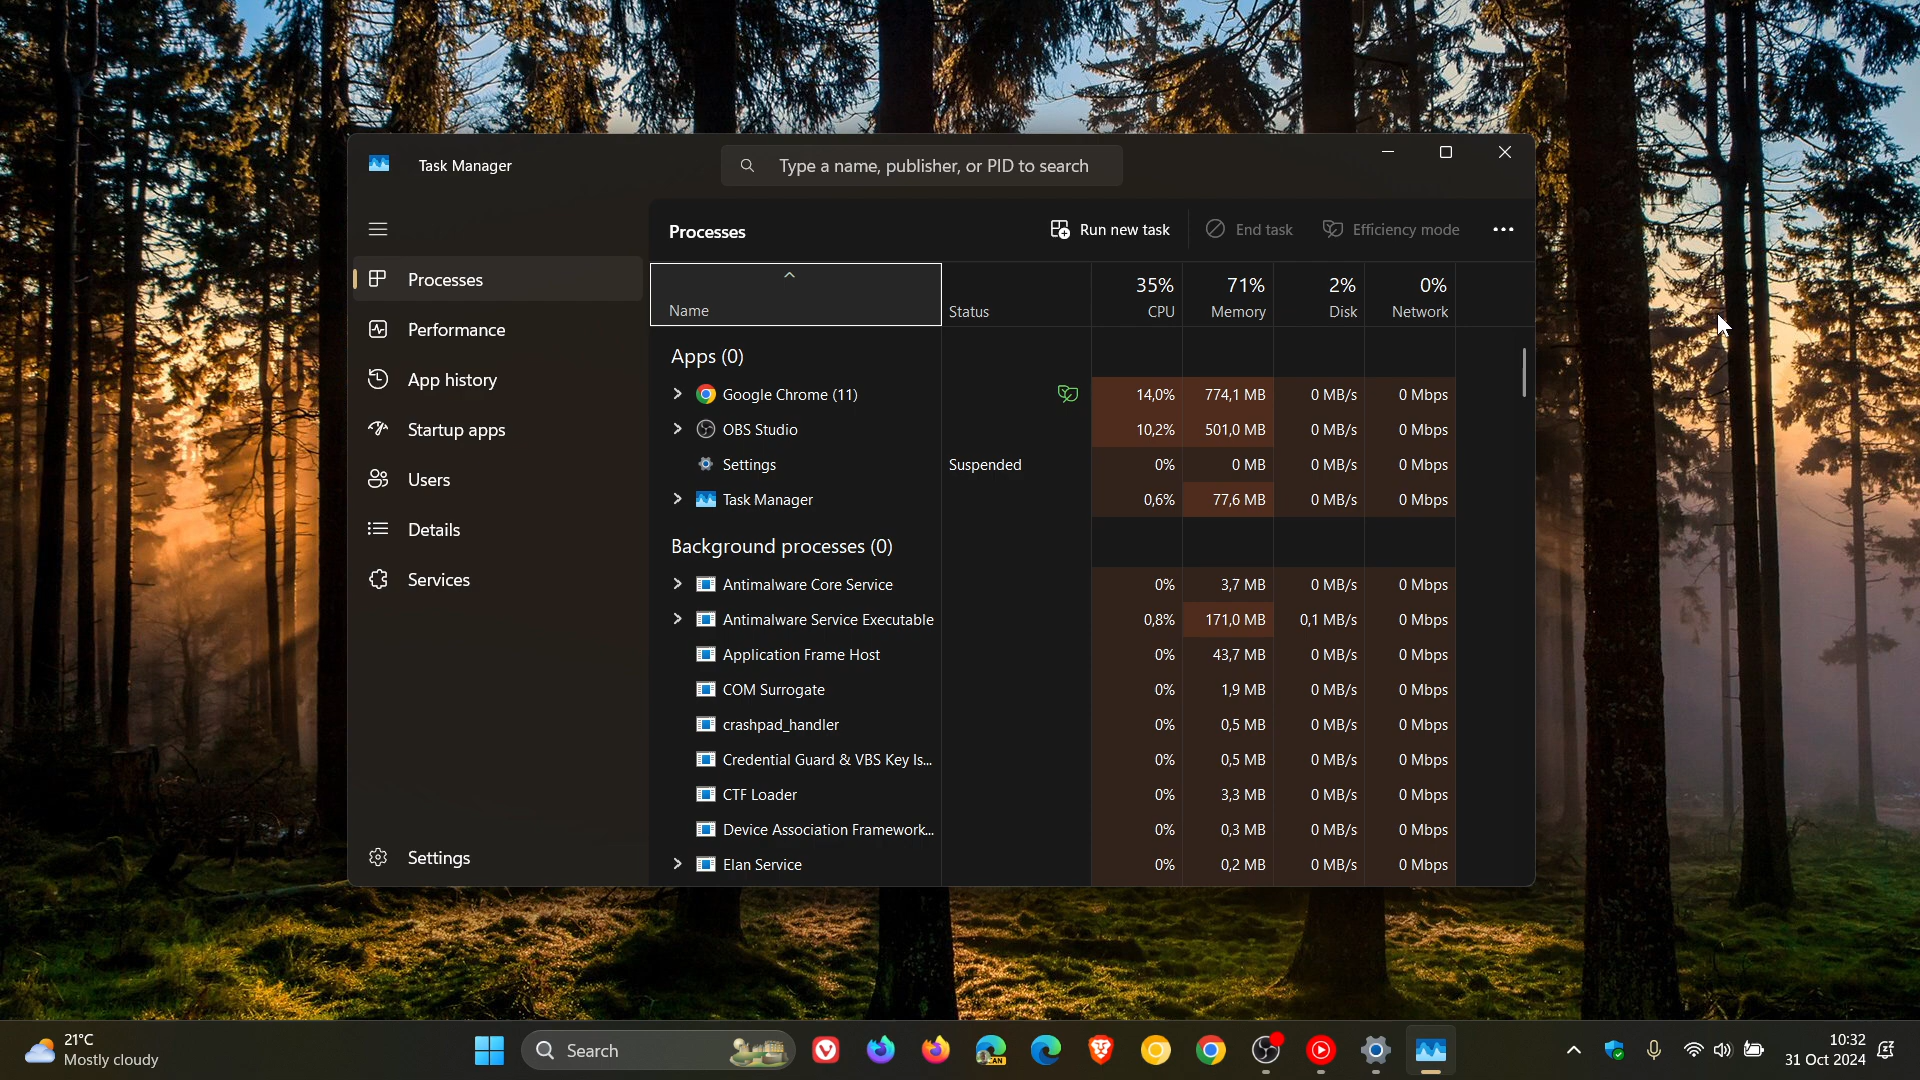 Task Manager
Type a name, publisher, or PID to search
Processes
Run new task
End task
Efficiency mode
Processes
Performance
App history
Startup apps
Users
Details
Services
Settings
35% 71% 2% 0%
Name Status CPU Memory Disk Network
Apps (0)
Google Chrome (11) 14,0% 774,1 MB 0 MB/s 0 Mbps
OBS Studio 10,2% 501,0 MB 0 MB/s 0 Mbps
Settings Suspended 0% 0 MB 0 MB/s 0 Mbps
Task Manager 0,6% 77,6 MB 0 MB/s 0 Mbps
Background processes (0)
Antimalware Core Service 0% 3,7 MB 0 MB/s 0 Mbps
Antimalware Service Executable 0,8% 171,0 MB 0,1 MB/s 0 Mbps
Application Frame Host 0% 43,7 MB 0 MB/s 0 Mbps
COM Surrogate 0% 1,9 MB 0 MB/s 0 Mbps
crashpad_handler 0% 0,5 MB 0 MB/s 0 Mbps
Credential Guard & VBS Key Is... 0% 0,5 MB 0 MB/s 0 Mbps
CTF Loader 0% 3,3 MB 0 MB/s 0 Mbps
Device Association Framework... 0% 0,3 MB 0 MB/s 0 Mbps
Elan Service 0% 0,2 MB 0 MB/s 0 Mbps
21°C
Mostly cloudy
Search
CAN
10:32
31 Oct 2024